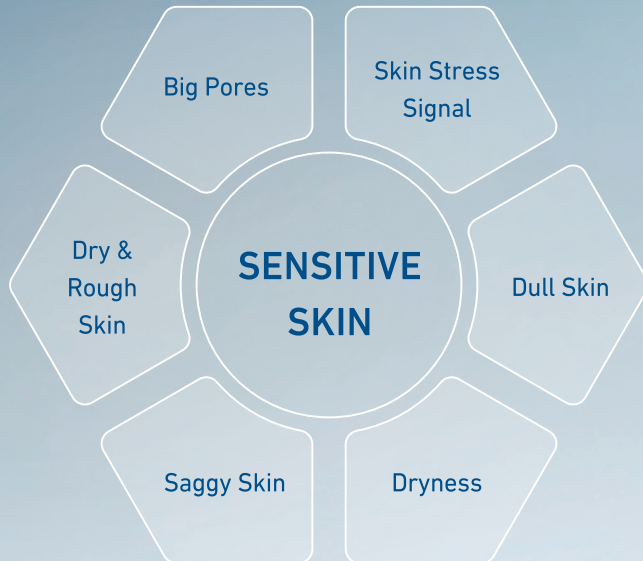 Big Pores
Skin Stress
Signal
Dry &
Rough
Skin
SENSITIVE
SKIN
Dull Skin
Saggy Skin
Dryness